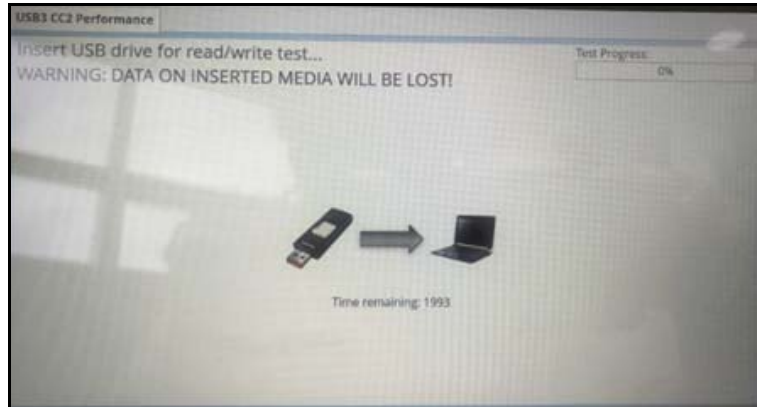 USB3 CC2 Performance
Insert USB drive for read/write test...
WARNING: DATA ON INSERTED MEDIA WILL BE LOST!
Test Progress:
0%
Time remaining: 1993